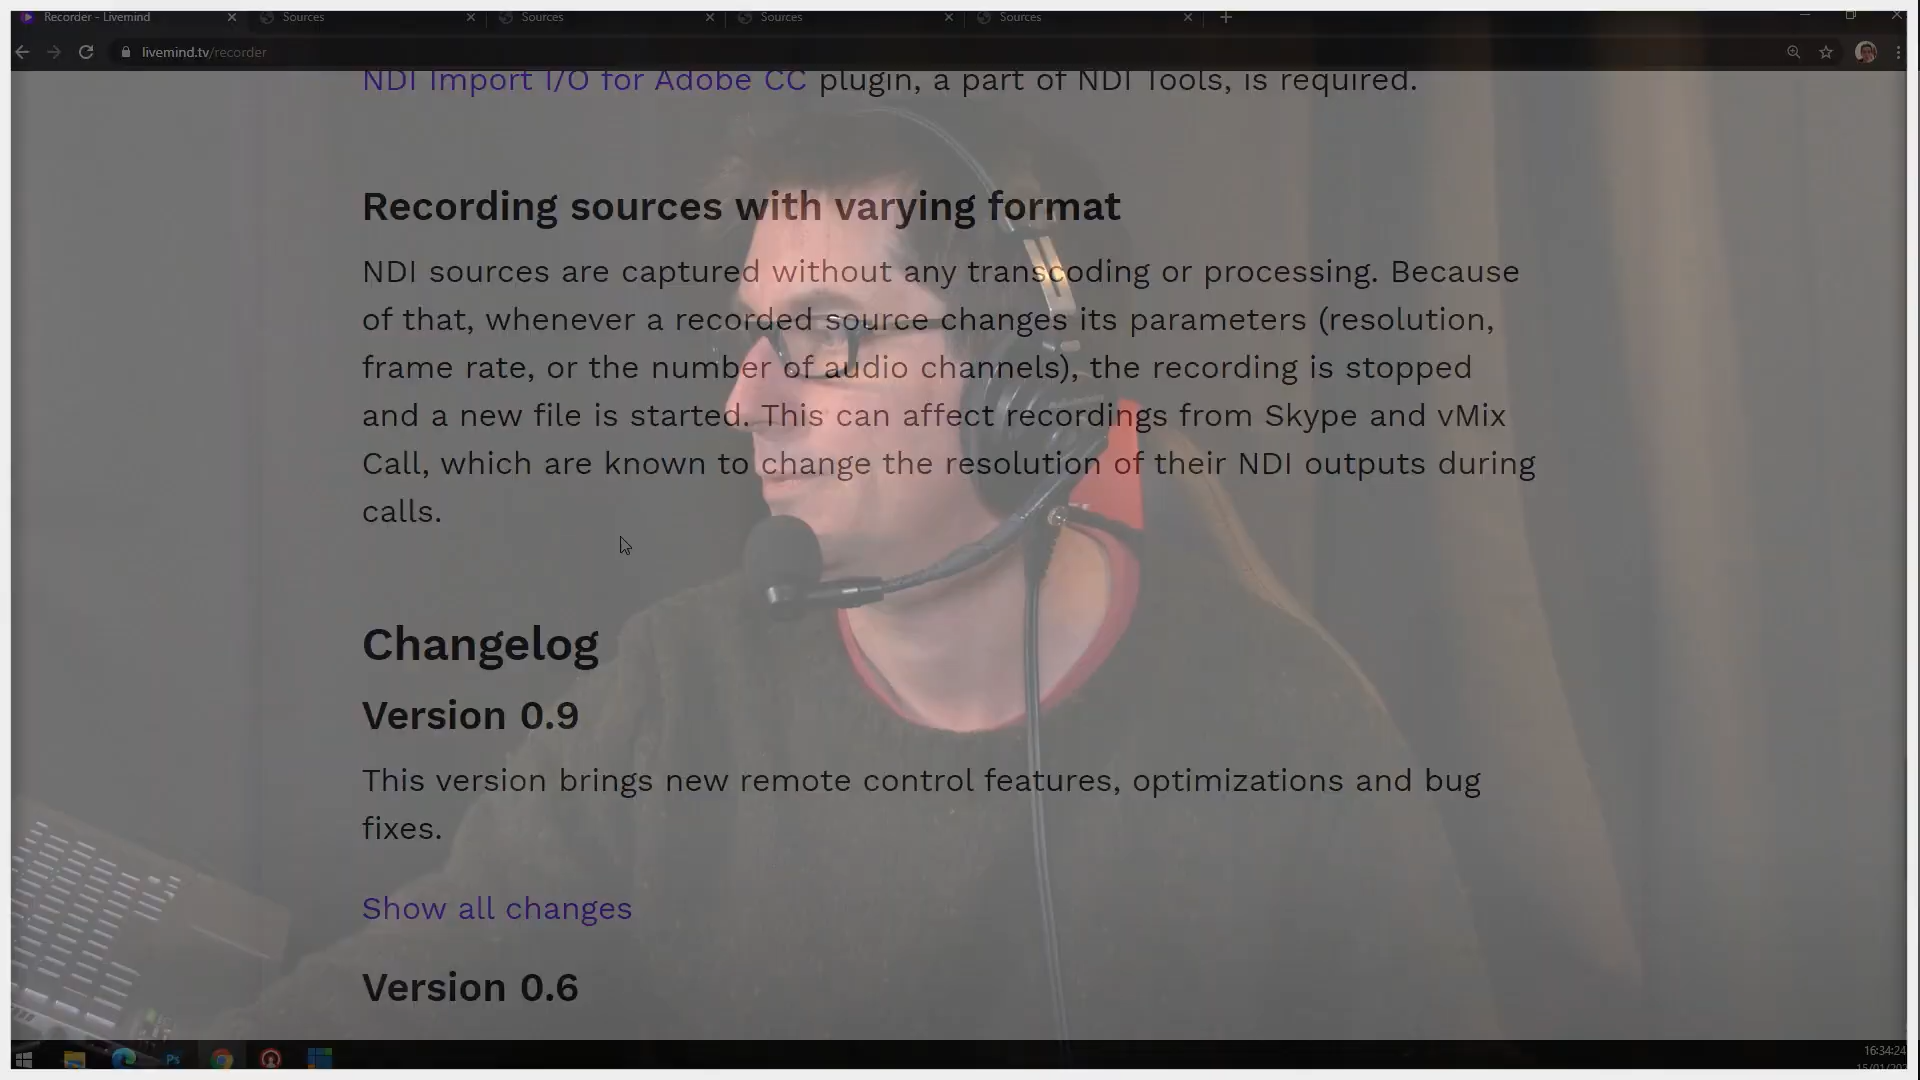 Recorder - Livemind
Sources
Sources
Sources
Sources
livemind.tv/recorder
NDI Import I/O for Adobe CC plugin, a part of NDI Tools, is required.
Recording sources with varying format
NDI sources are captured without any transcoding or processing. Because
of that, whenever a recorded source changes its parameters (resolution,
frame rate, or the number of audio channels), the recording is stopped
and a new file is started. This can affect recordings from Skype and vMix
Call, which are known to change the resolution of their NDI outputs during
calls.
Changelog
Version 0.9
This version brings new remote control features, optimizations and bug
fixes.
Show all changes
Version 0.6
Ps
16:34:24